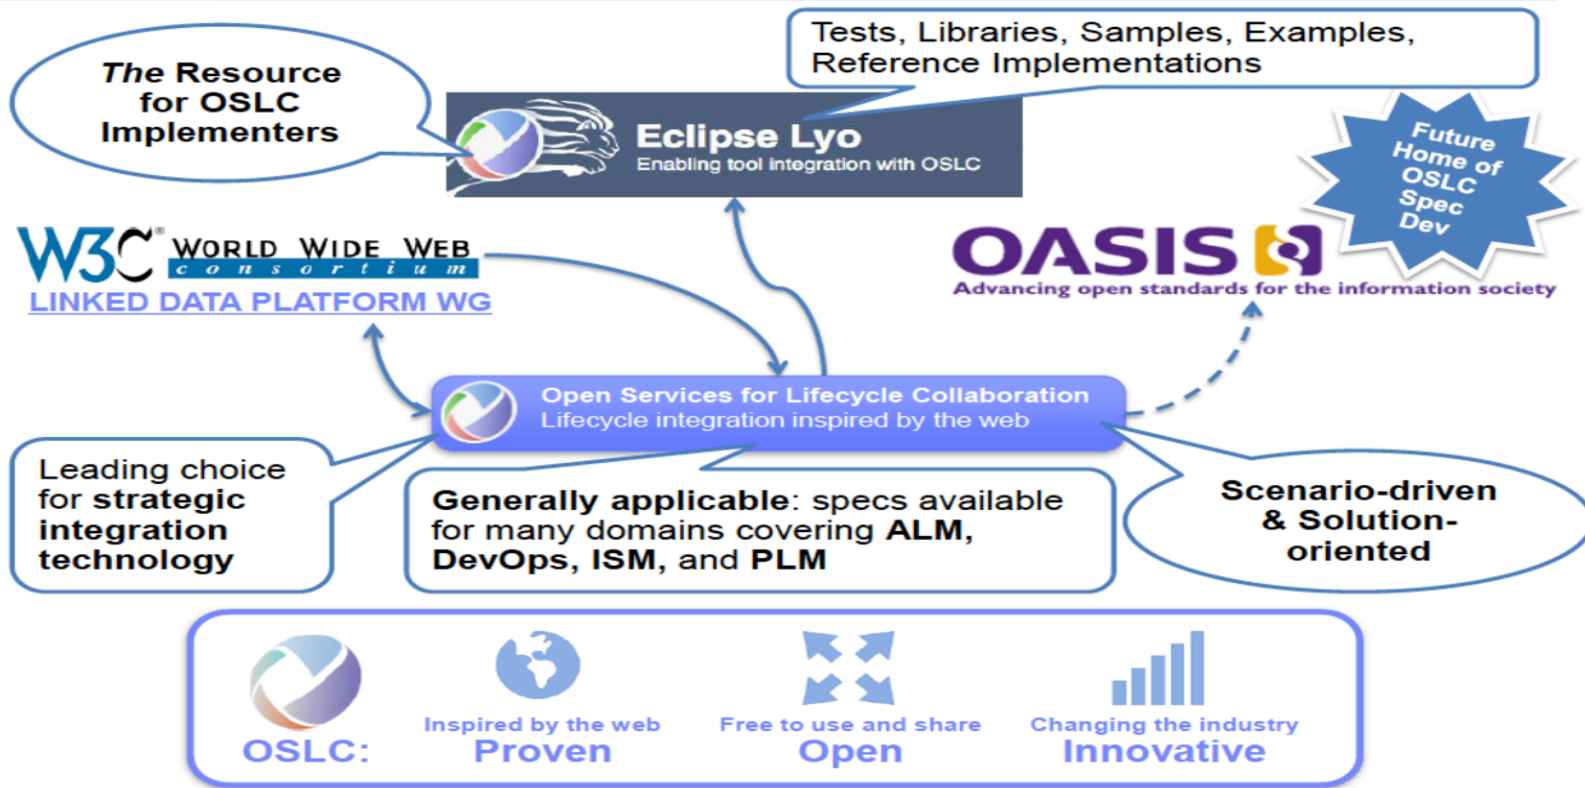 Tests, Libraries, Samples, Examples,
Reference Implementations
The Resource
for OSLC
Implementers
Eclipse Lyo
Enabling tool integration with OSLC
Future
Home of
OSLC
Spec
Dev
W3C® WORLD WIDE WEB
consortium
LINKED DATA PLATFORM WG
OASIS
Advancing open standards for the information society
Open Services for Lifecycle Collaboration
Lifecycle integration inspired by the web
Leading choice
for strategic
integration
technology
Generally applicable: specs available
for many domains covering ALM,
DevOps, ISM, and PLM
Scenario-driven
& Solution-
oriented
OSLC:
Inspired by the web
Proven
Free to use and share
Open
Changing the industry
Innovative